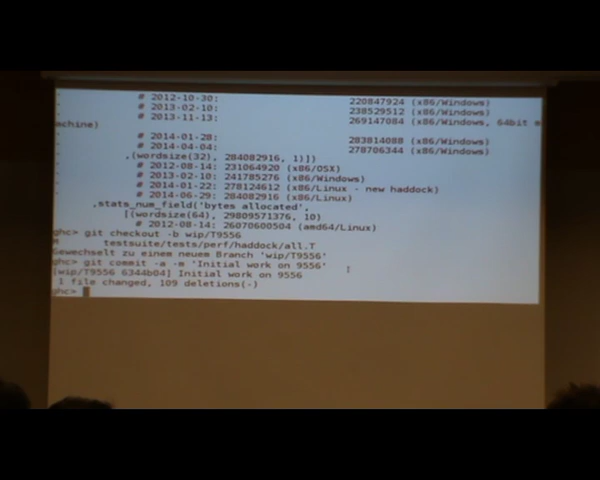 - # 2012-10-30: 220847924 (x86/Windows)
- # 2013-02-10: 238529512 (x86/Windows)
- # 2013-11-13: 269147084 (x86/Windows, 64bit m
achine)
- # 2014-01-28: 283814088 (x86/Windows)
- # 2014-04-04: 278706344 (x86/Windows)
- ,(wordsize(32), 284082916, 1)])
- # 2012-08-14: 231064920 (x86/OSX)
- # 2013-02-10: 241785276 (x86/Windows)
- # 2014-01-22: 278124612 (x86/Linux - new haddock)
- # 2014-06-29: 284082916 (x86/Linux)
- ,stats_num_field('bytes allocated',
- [(wordsize(64), 29809571376, 10)
- # 2012-08-14: 26070600504 (amd64/Linux)
ghc> git checkout -b wip/T9556
M testsuite/tests/perf/haddock/all.T
Gewechselt zu einem neuem Branch 'wip/T9556'
ghc> git commit -a -m 'Initial work on 9556'
[wip/T9556 6344b04] Initial work on 9556
1 file changed, 109 deletions(-)
ghc>